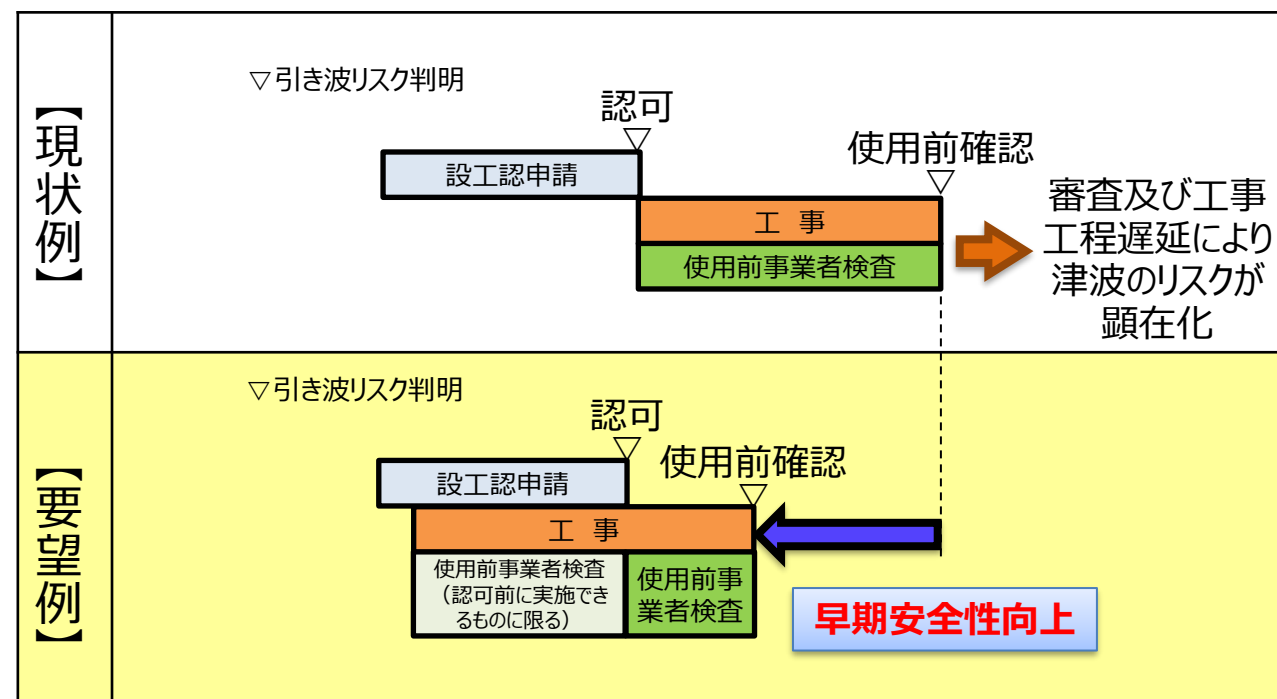 【現状例】
▽引き波リスク判明
認可
▽
使用前確認
▽
設工認申請
工 事
使用前事業者検査
審査及び工事
工程遅延により
津波のリスクが
顕在化
【要望例】
▽引き波リスク判明
認可
▽
使用前確認
▽
設工認申請
工 事
使用前事業者検査
（認可前に実施でき
るものに限る）
使用前事
業者検査
早期安全性向上